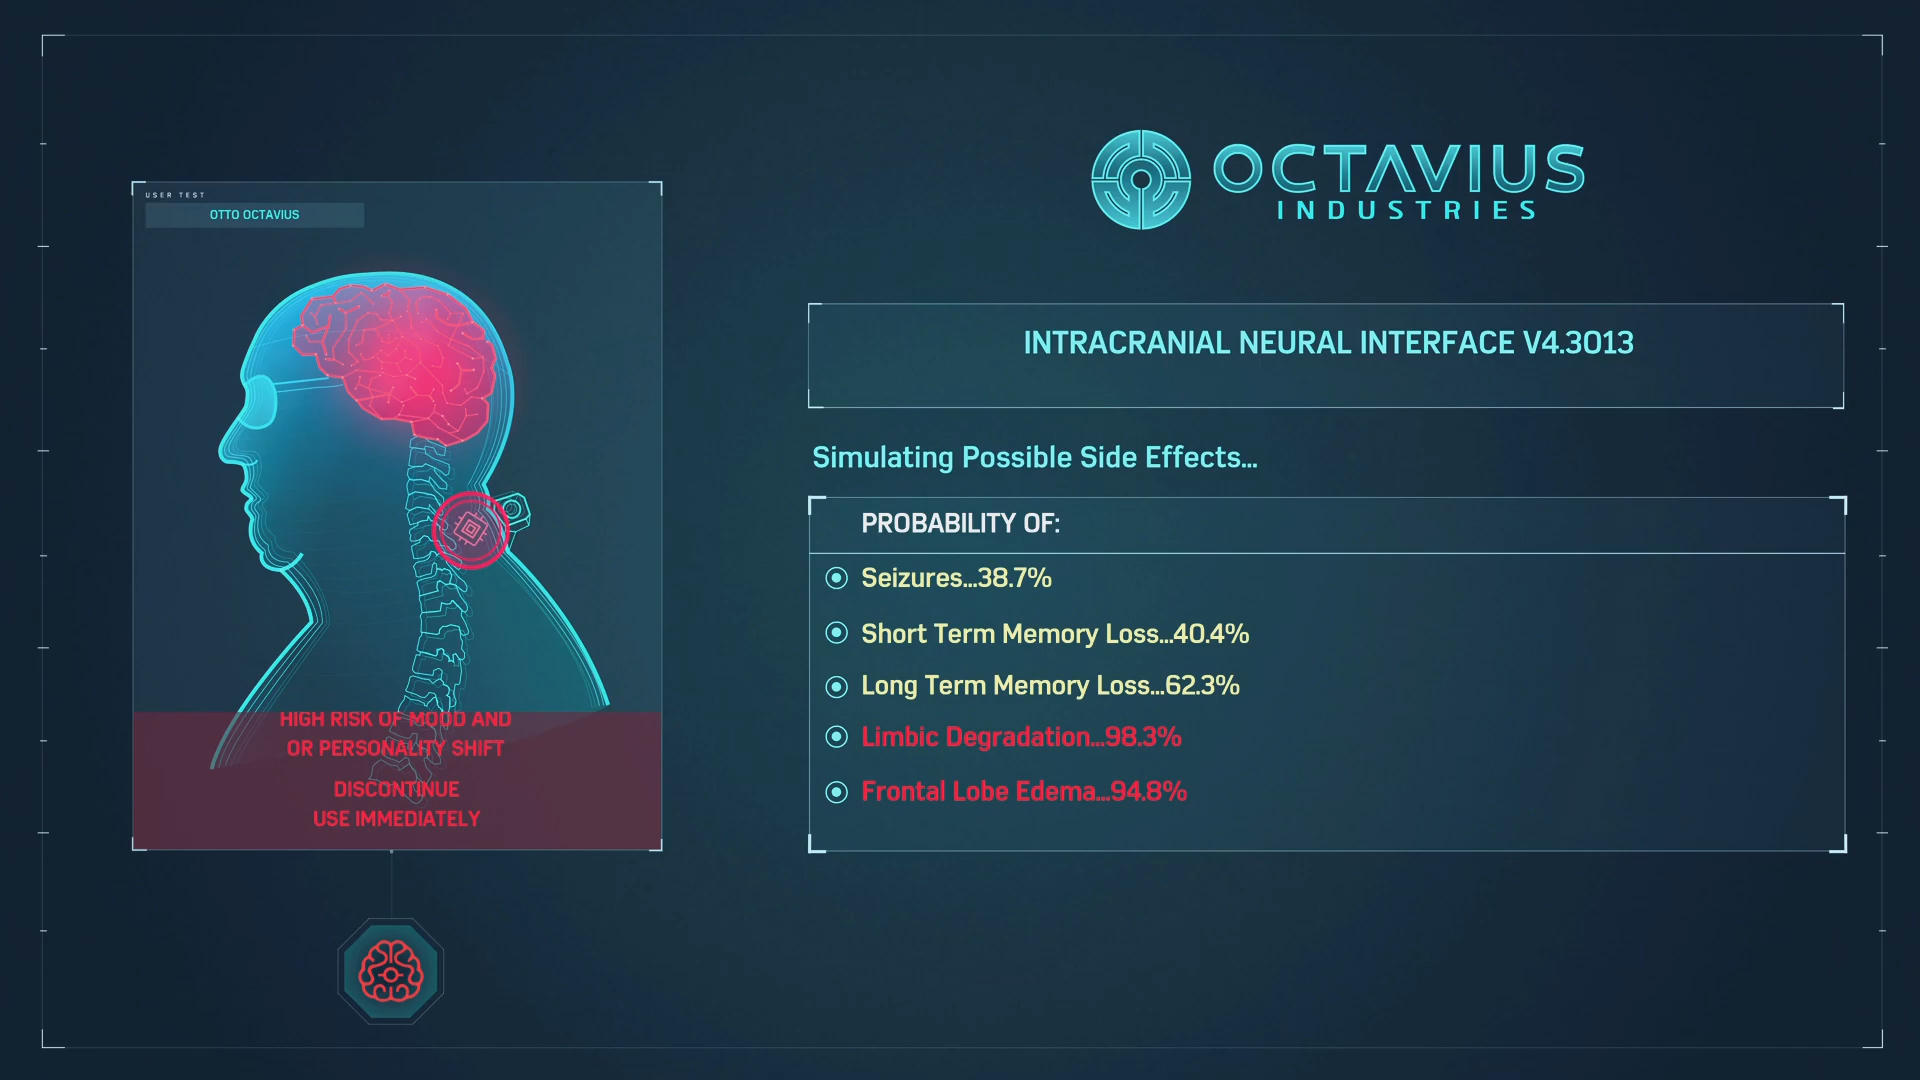 USER TEST
OTTO OCTAVIUS
HIGH RISK OF MOOD AND
OR PERSONALITY SHIFT
DISCONTINUE
USE IMMEDIATELY
OCTAVIUS
INDUSTRIES
INTRACRANIAL NEURAL INTERFACE V4.3013
Simulating Possible Side Effects...
PROBABILITY OF:
Seizures...38.7%
Short Term Memory Loss...40.4%
Long Term Memory Loss...62.3%
Limbic Degradation...98.3%
Frontal Lobe Edema...94.8%